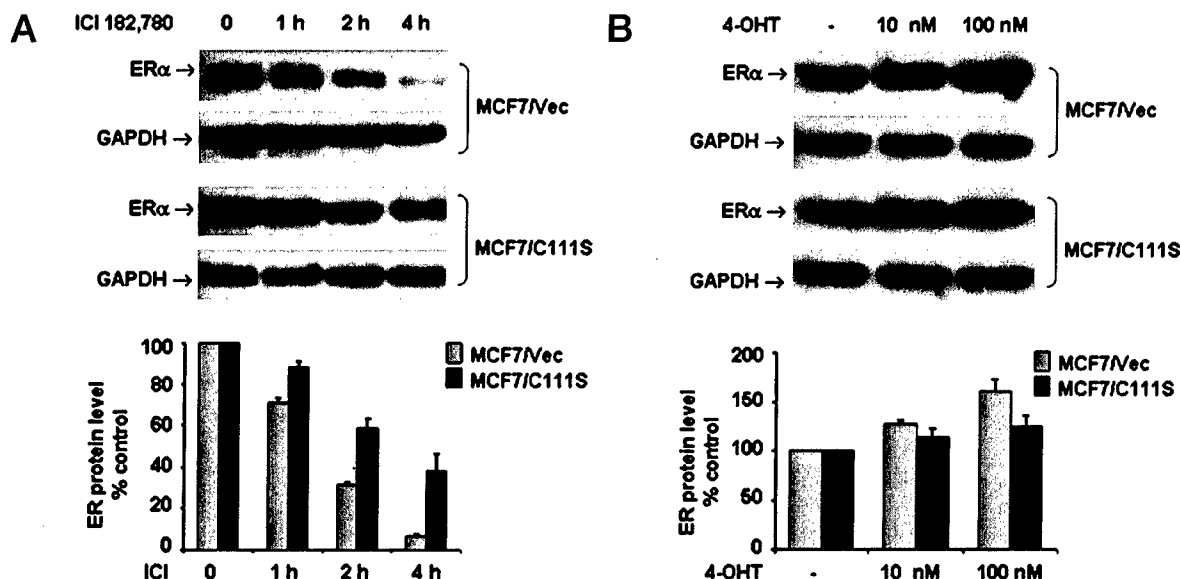 A
ICI 182,780 0 1 h 2 h 4 h
ERα →
GAPDH →
MCF7/Vec
ERα →
GAPDH →
MCF7/C111S
ER protein level
% control
100
80
60
40
20
0
MCF7/Vec
MCF7/C111S
ICI 0 1 h 2 h 4 h
B
4-OHT - 10 nM 100 nM
ERα →
GAPDH →
MCF7/Vec
ERα →
GAPDH →
MCF7/C111S
ER protein level
% control
200
150
100
50
0
MCF7/Vec
MCF7/C111S
4-OHT - 10 nM 100 nM